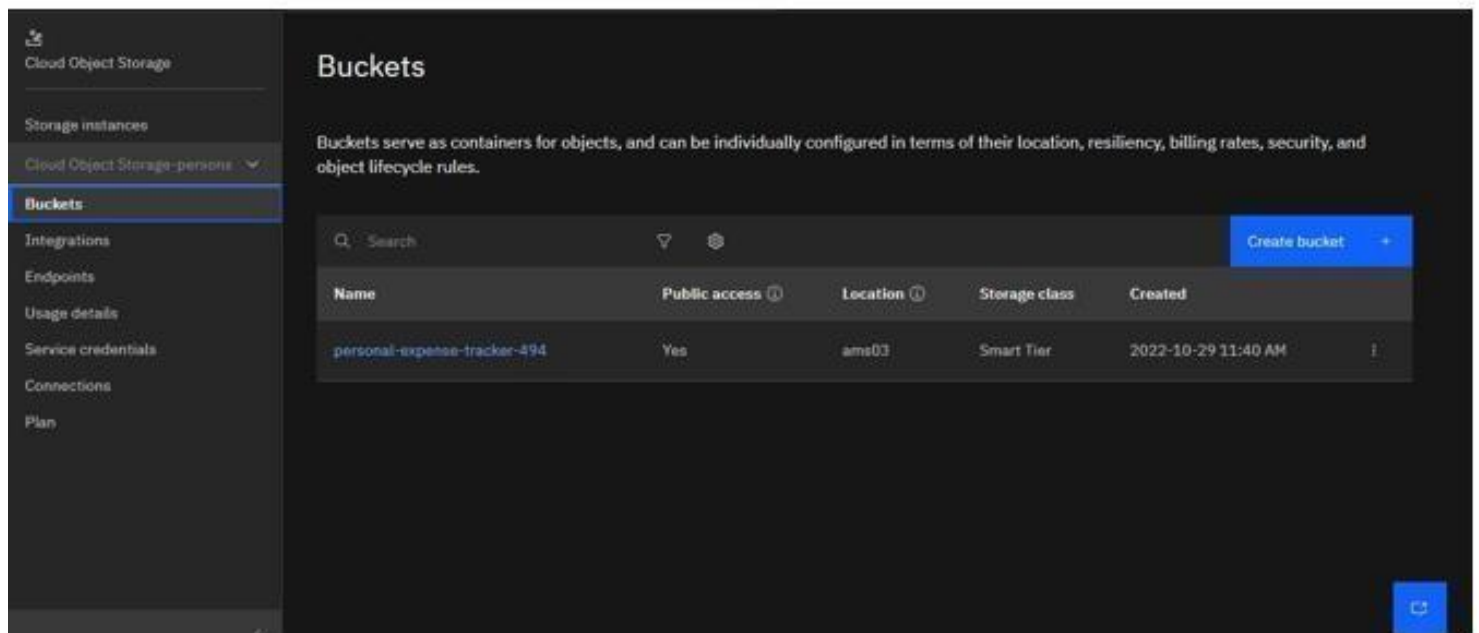 Cloud Object Storage
Storage instances
Cloud Object Storage-persona
Buckets
Integrations
Endpoints
Usage details
Service credentials
Connections
Plan
Buckets
Buckets serve as containers for objects, and can be individually configured in terms of their location, resiliency, billing rates, security, and
object lifecycle rules.
Search
Create bucket +
Name Public access Location Storage class Created
personal-expense-tracker-494 Yes ams03 Smart Tier 2022-10-29 11:40 AM